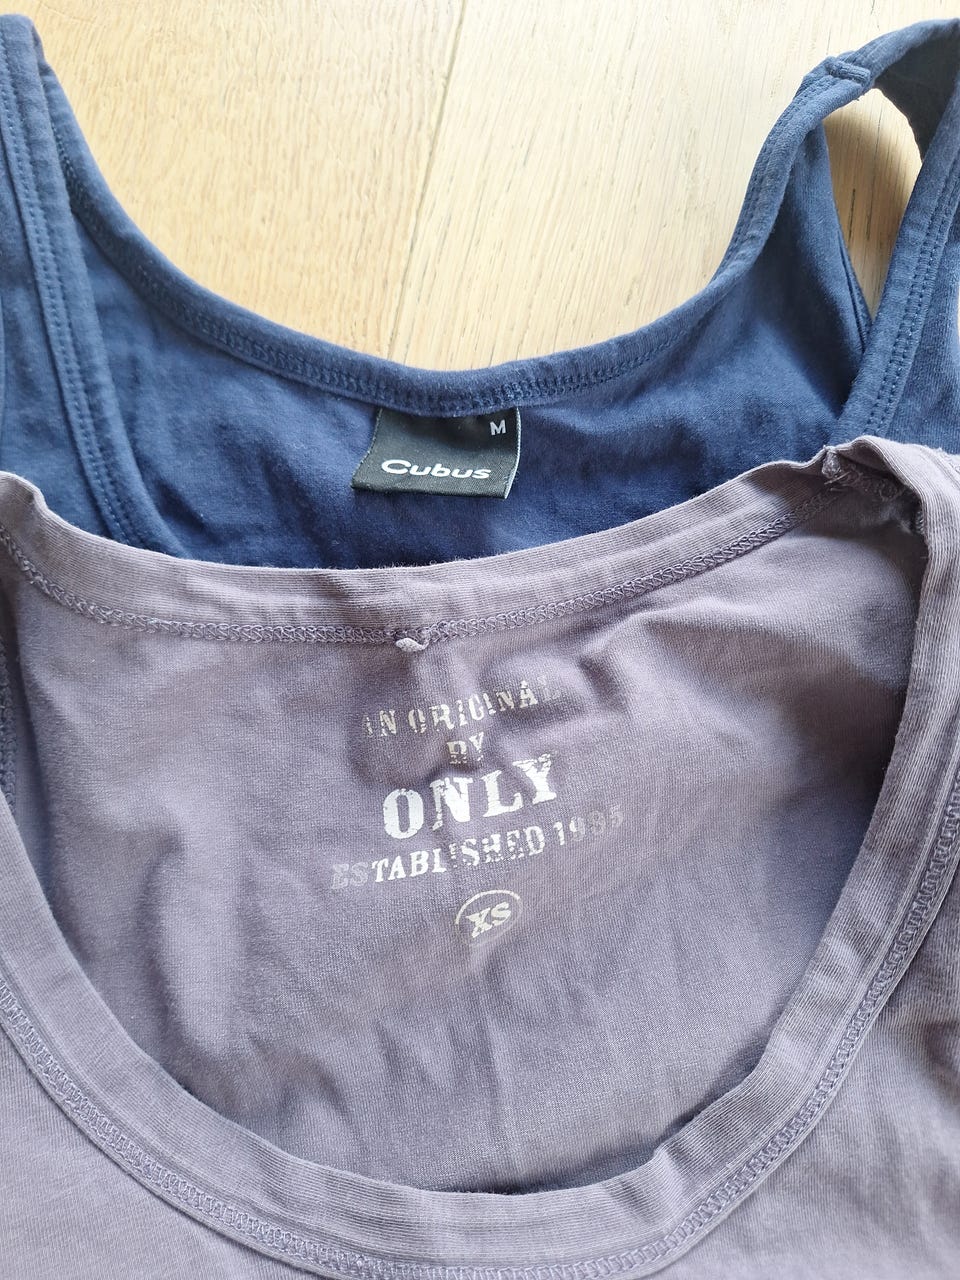 M
Cubus
AN ORIGINAL
BY
ONLY
ESTABLISHED 1995
XS